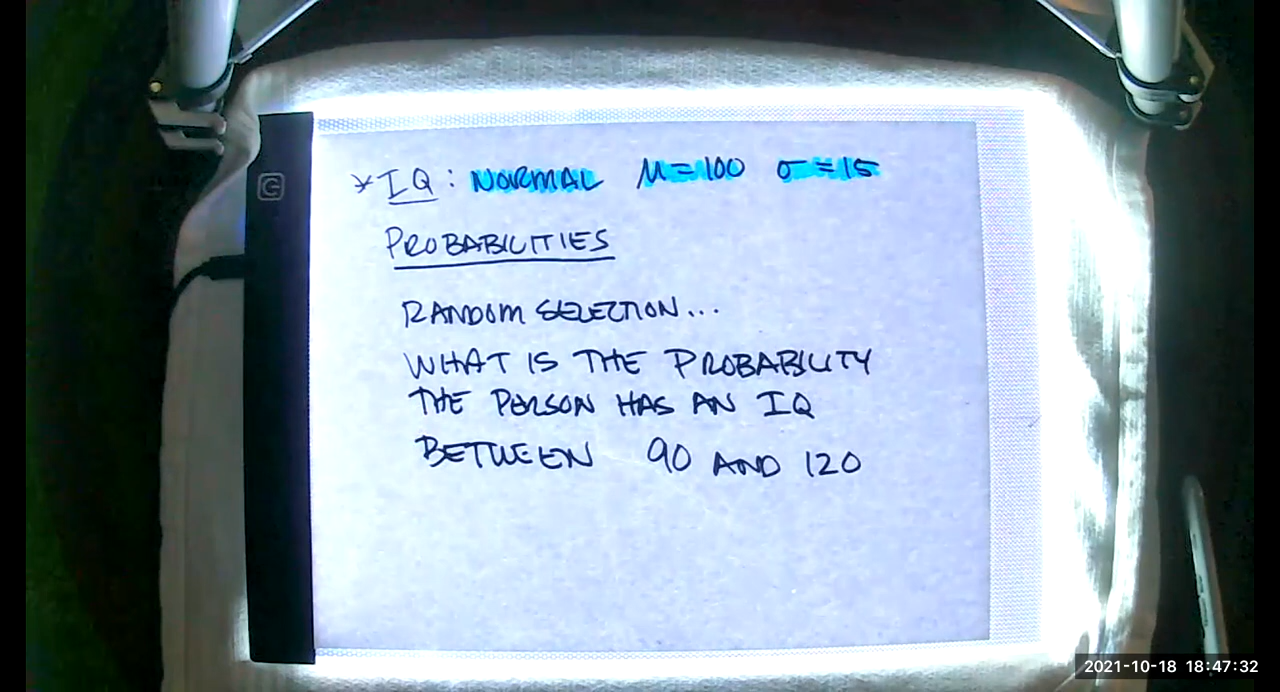 *IQ: NORMAL μ=100 σ=15
PROBABILITIES
RANDOM SELECTION...
WHAT IS THE PROBABILITY
THE PERSON HAS AN IQ
BETWEEN 90 AND 120
2021-10-18 18:47:32